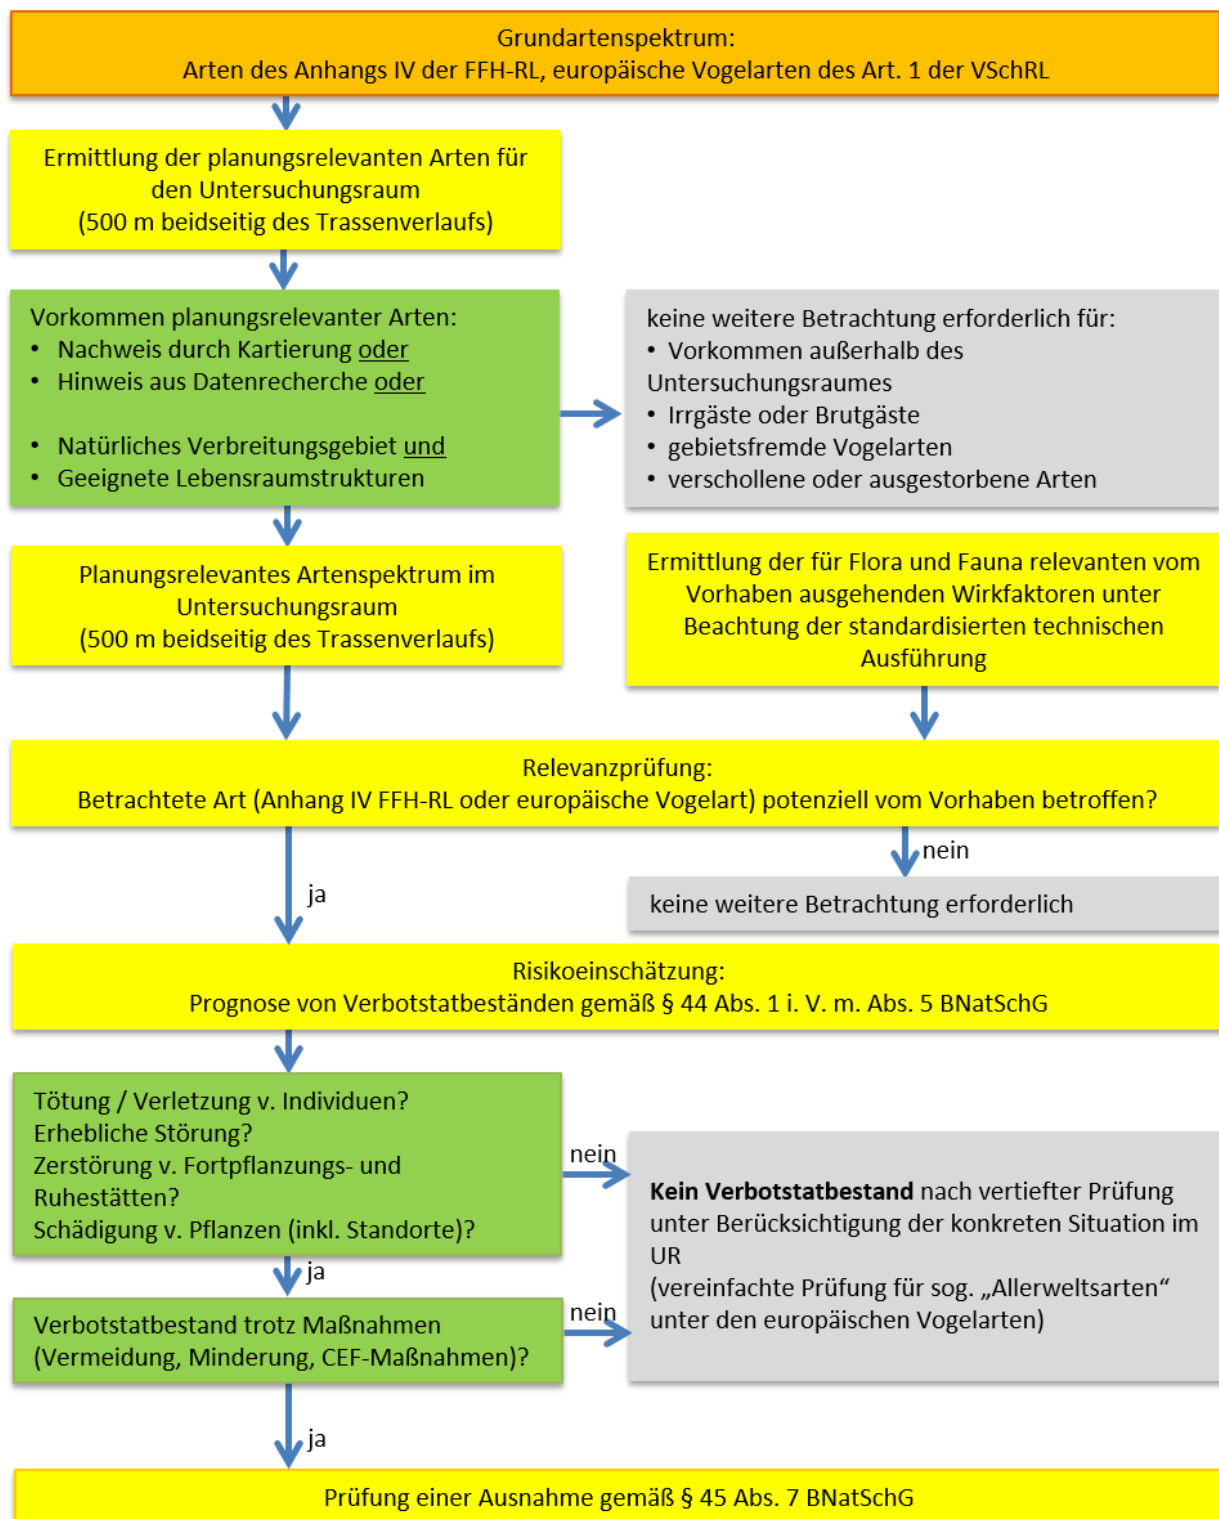 Grundartenspektrum:
Arten des Anhangs IV der FFH-RL, europäische Vogelarten des Art. 1 der VSchRL
Ermittlung der planungsrelevanten Arten für
den Untersuchungsraum
(500 m beidseitig des Trassenverlaufs)
Vorkommen planungsrelevanter Arten:
• Nachweis durch Kartierung oder
• Hinweis aus Datenrecherche oder
• Natürliches Verbreitungsgebiet und
• Geeignete Lebensraumstrukturen
keine weitere Betrachtung erforderlich für:
• Vorkommen außerhalb des
Untersuchungsraumes
• Irrgäste oder Brutgäste
• gebietsfremde Vogelarten
• verschollene oder ausgestorbene Arten
Planungsrelevantes Artenspektrum im
Untersuchungsraum
(500 m beidseitig des Trassenverlaufs)
Ermittlung der für Flora und Fauna relevanten vom
Vorhaben ausgehenden Wirkfaktoren unter
Beachtung der standardisierten technischen
Ausführung
Relevanzprüfung:
Betrachtete Art (Anhang IV FFH-RL oder europäische Vogelart) potenziell vom Vorhaben betroffen?
nein
ja
keine weitere Betrachtung erforderlich
Risikoeinschätzung:
Prognose von Verbotstatbeständen gemäß § 44 Abs. 1 i. V. m. Abs. 5 BNatSchG
Tötung / Verletzung v. Individuen?
Erhebliche Störung?
Zerstörung v. Fortpflanzungs- und
Ruhestätten?
Schädigung v. Pflanzen (inkl. Standorte)?
nein
ja
Kein Verbotstatbestand nach vertiefter Prüfung
unter Berücksichtigung der konkreten Situation im
UR
(vereinfachte Prüfung für sog. „Allerweltsarten“
unter den europäischen Vogelarten)
Verbotstatbestand trotz Maßnahmen
(Vermeidung, Minderung, CEF-Maßnahmen)?
nein
ja
Prüfung einer Ausnahme gemäß § 45 Abs. 7 BNatSchG